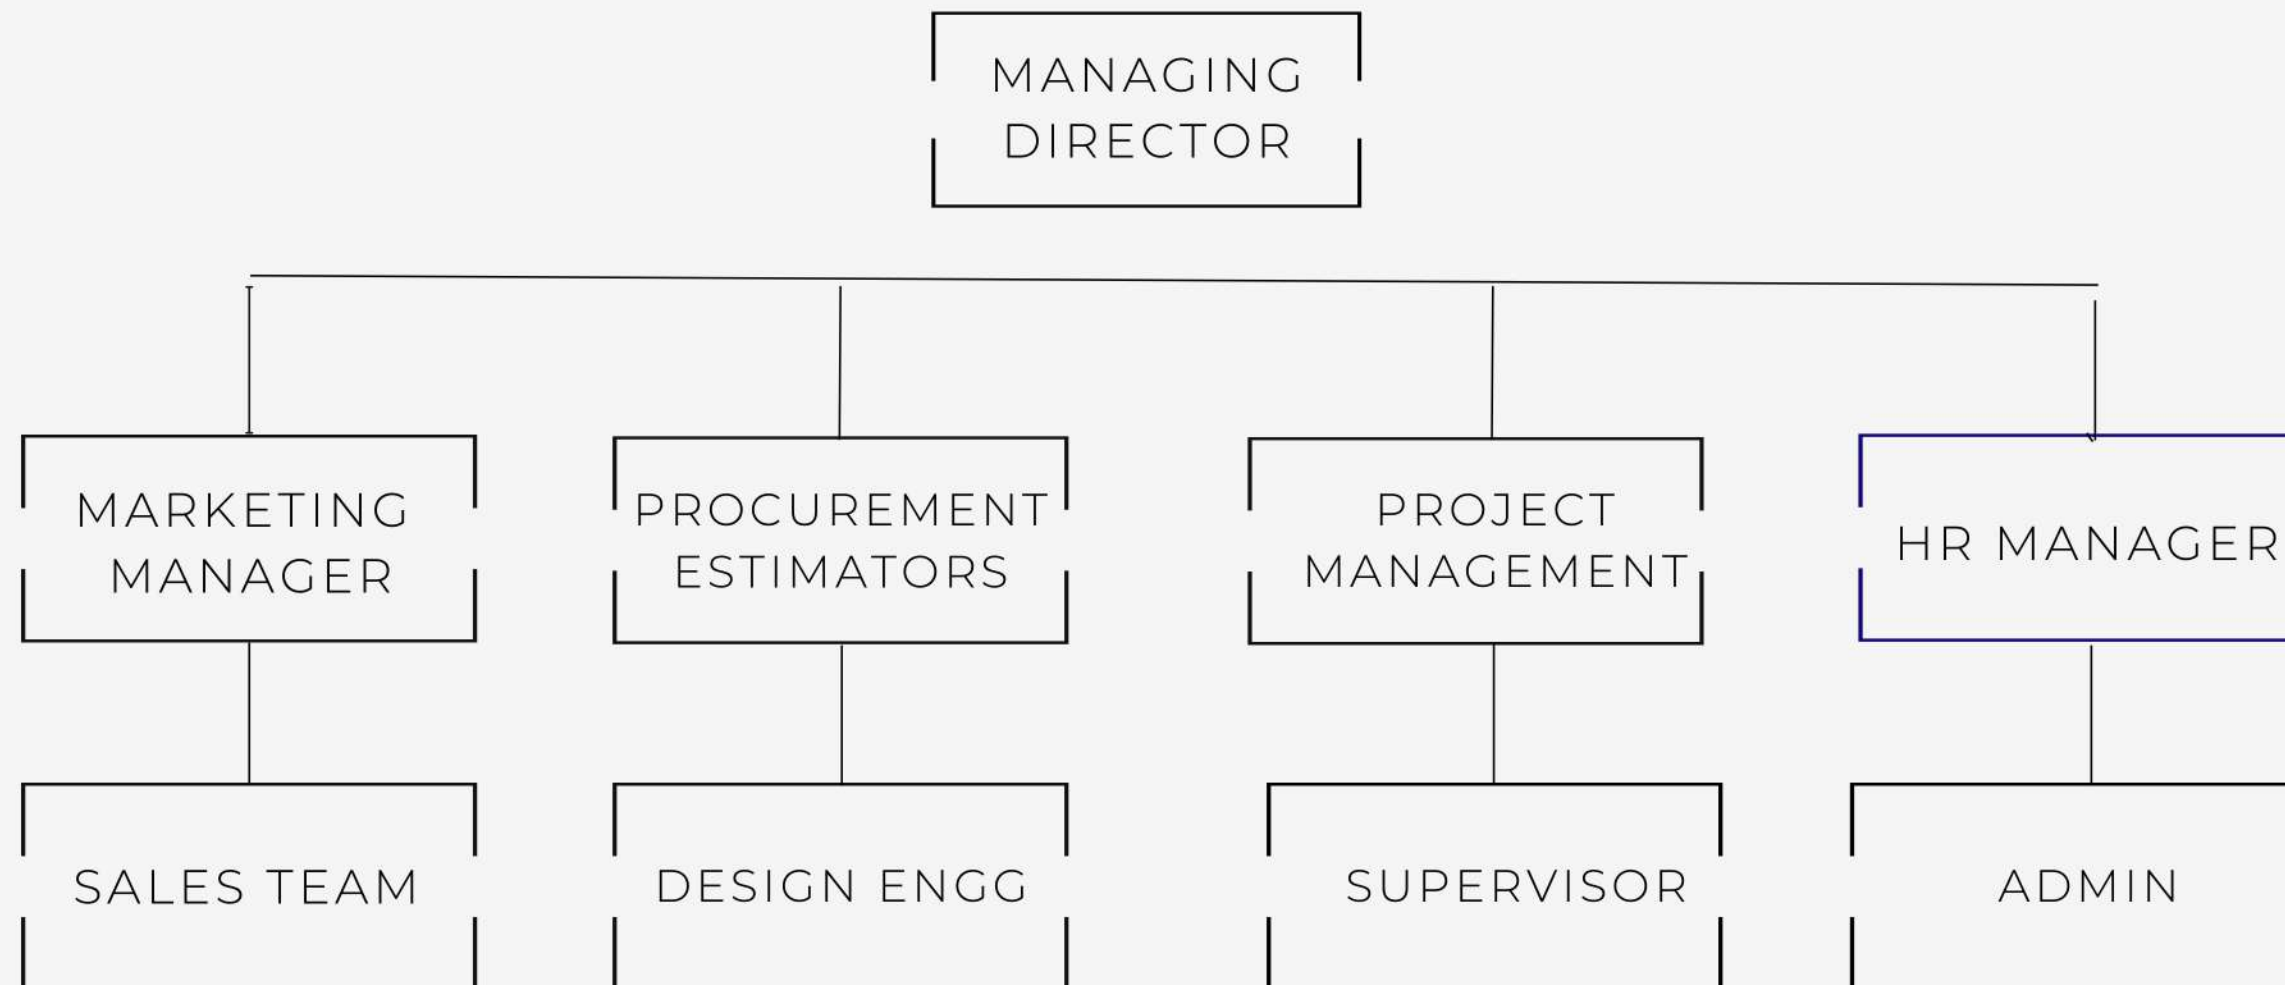 MANAGING
DIRECTOR
MARKETING
MANAGER
PROCUREMENT
ESTIMATORS
PROJECT
MANAGEMENT
HR MANAGER
SALES TEAM
DESIGN ENGG
SUPERVISOR
ADMIN